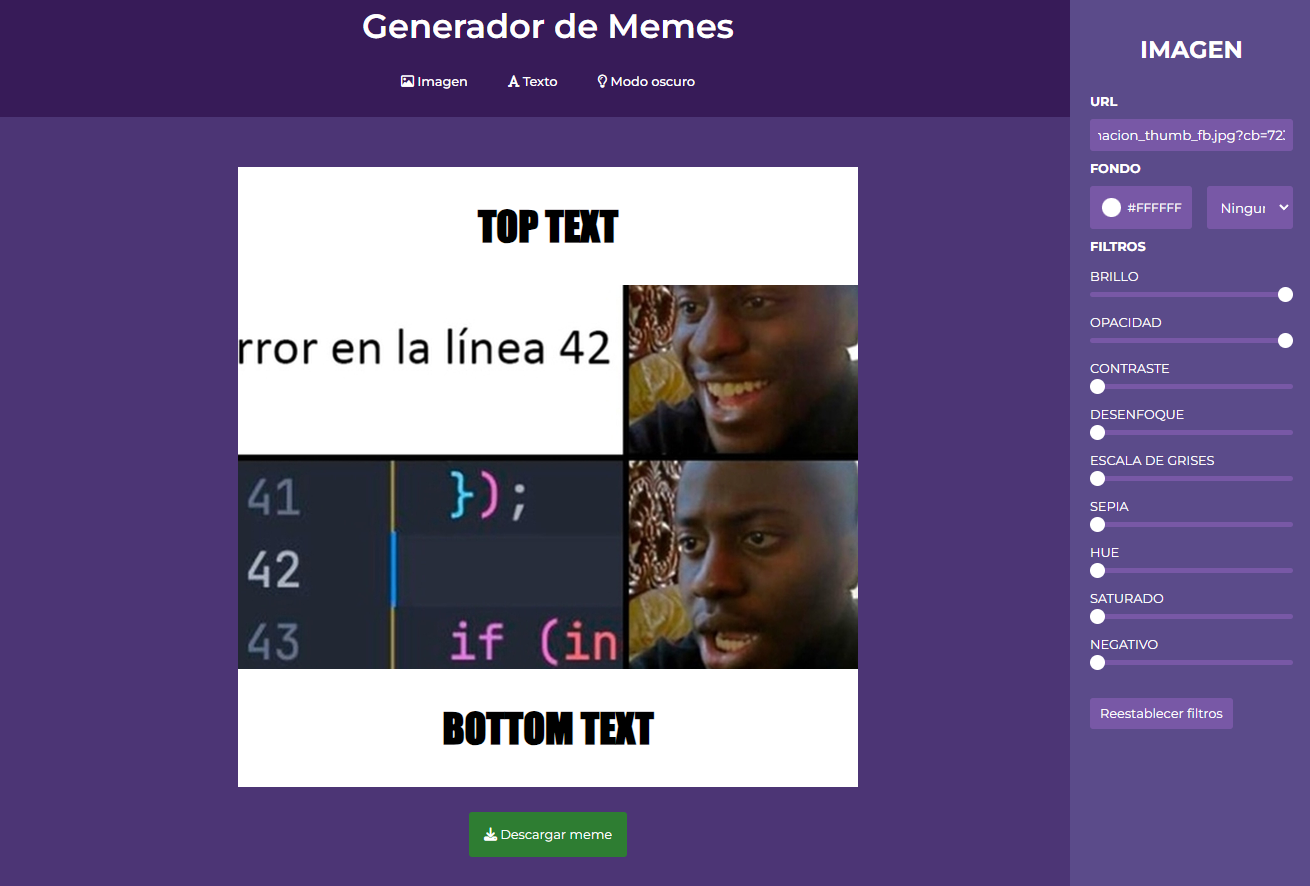 Generador de Memes
Imagen
Texto
Modo oscuro
TOP TEXT
rror en la línea 42
41 });
42
43 if (in
BOTTOM TEXT
Descargar meme
IMAGEN
URL
nacion_thumb_fb.jpg?cb=723
FONDO
#FFFFFF
Ningur
FILTROS
BRILLO
OPACIDAD
CONTRASTE
DESENFOQUE
ESCALA DE GRISES
SEPIA
HUE
SATURADO
NEGATIVO
Reestablecer filtros